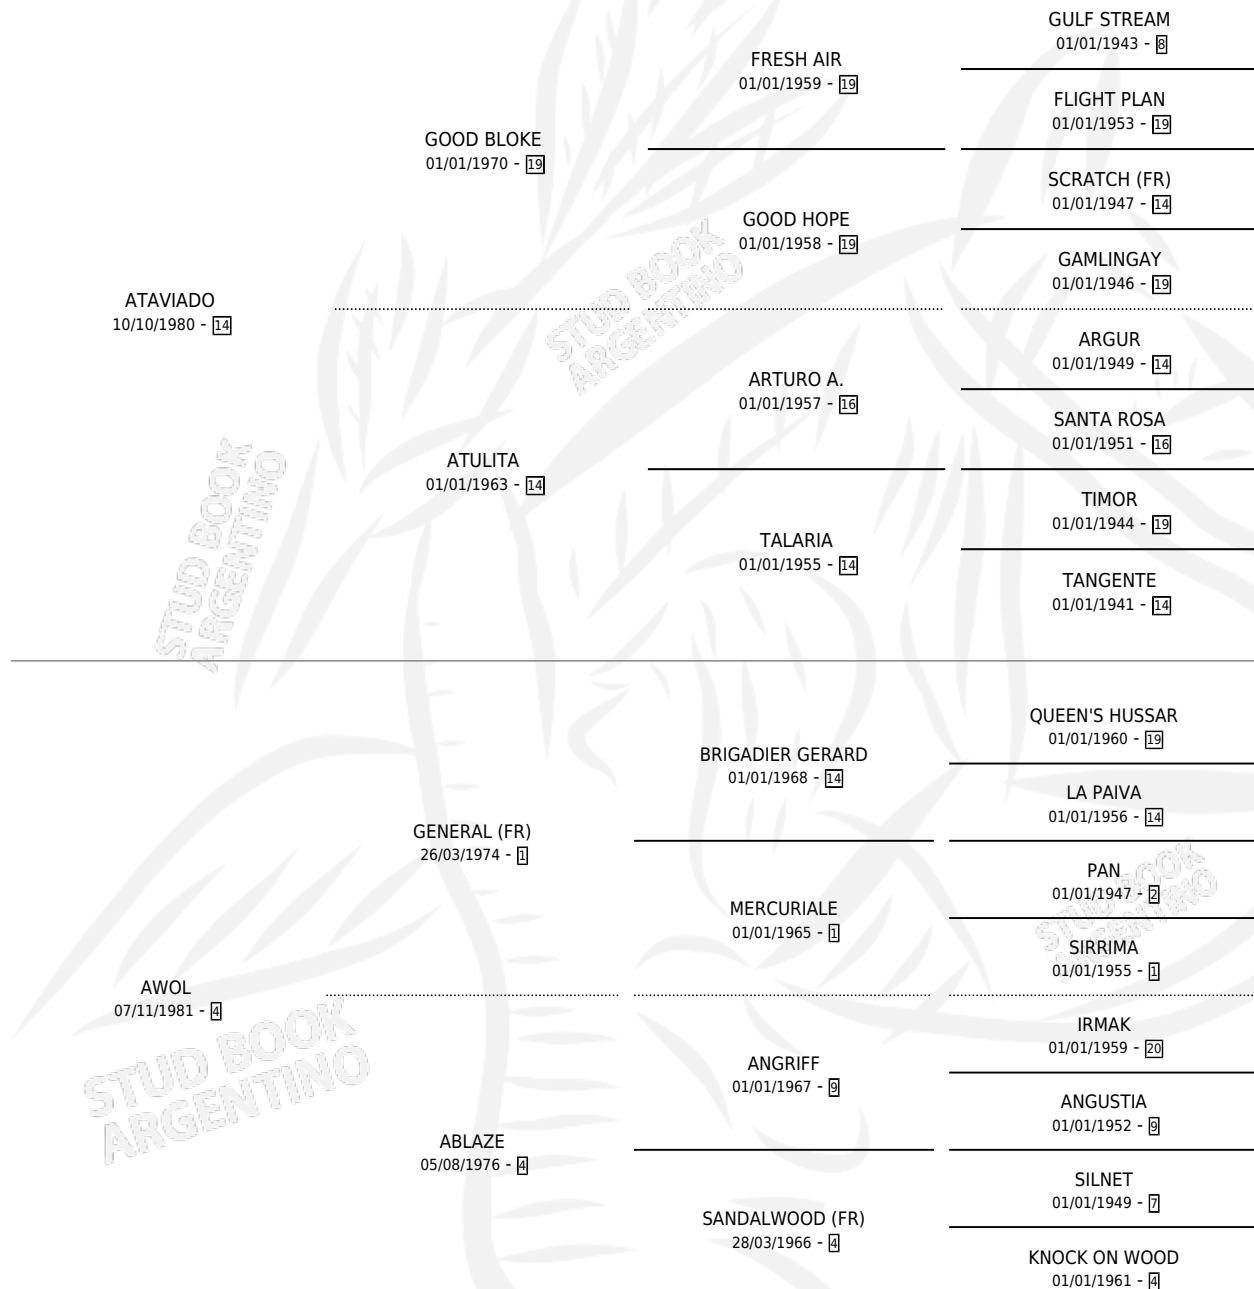 GULF STREAM
01/01/1943 - 8
FRESH AIR
01/01/1959 - 19
FLIGHT PLAN
01/01/1953 - 19
GOOD BLOKE
01/01/1970 - 19
SCRATCH (FR)
01/01/1947 - 14
GOOD HOPE
01/01/1958 - 19
GAMLINGAY
01/01/1946 - 19
ATAVIADO
10/10/1980 - 14
STUD BOOK
ARGENTINO
ARGUR
01/01/1949 - 14
ARTURO A.
01/01/1957 - 16
SANTA ROSA
01/01/1951 - 16
ATULITA
01/01/1963 - 14
TIMOR
01/01/1944 - 19
TALARIA
01/01/1955 - 14
TANGENTE
01/01/1941 - 14
STUD BOOK
ARGENTINO
QUEEN'S HUSSAR
01/01/1960 - 19
BRIGADIER GERARD
01/01/1968 - 14
LA PAIVA
01/01/1956 - 14
GENERAL (FR)
26/03/1974 - 1
PAN
01/01/1947 - 2
MERCURIALE
01/01/1965 - 1
SIRRIMA
01/01/1955 - 1
STUD BOOK
ARGENTINO
AWOL
07/11/1981 - 4
IRMAK
01/01/1959 - 20
ANGRIFF
01/01/1967 - 9
ANGUSTIA
01/01/1952 - 9
STUD BOOK
ARGENTINO
ABLAZE
05/08/1976 - 4
SILNET
01/01/1949 - 7
SANDALWOOD (FR)
28/03/1966 - 4
KNOCK ON WOOD
01/01/1961 - 4